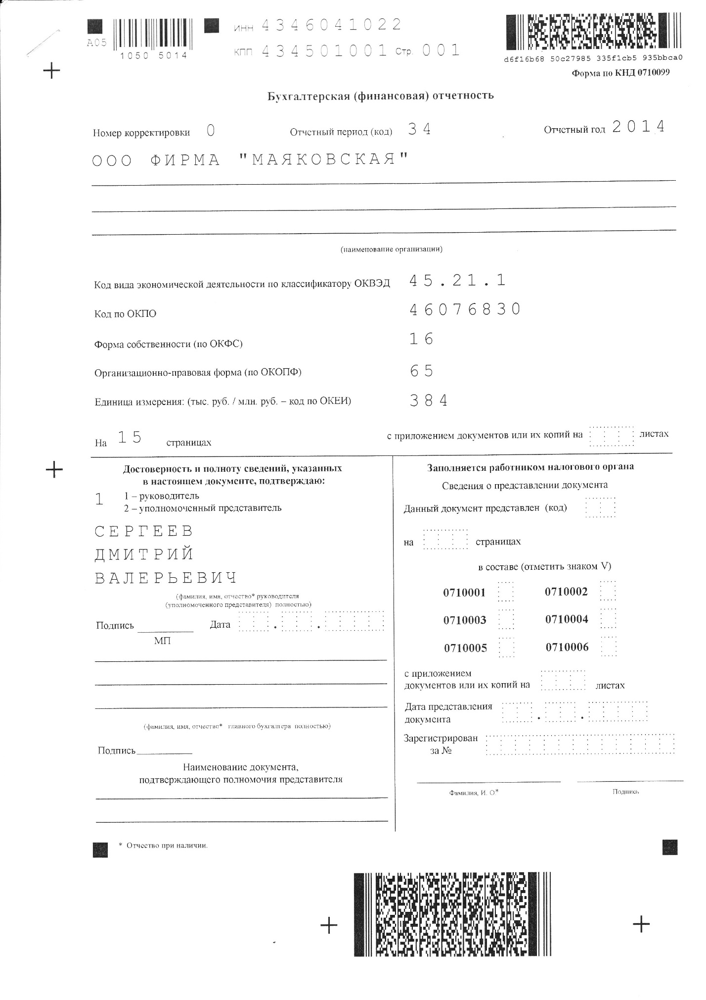 ИНН 4346041022
А05
1050 5014
КПП 434501001 Стр. 001
d6f16b68 50c27985 335f1cb5 935bbca0
Форма по КНД 0710099
Бухгалтерская (финансовая) отчетность
Номер корректировки 0 Отчетный период (код) 34 Отчетный год 2014
ООО ФИРМА "МАЯКОВСКАЯ"
(наименование организации)
Код вида экономической деятельности по классификатору ОКВЭД 45.21.1
Код по ОКПО 46076830
Форма собственности (по ОКФС) 16
Организационно-правовая форма (по ОКОПФ) 65
Единица измерения: (тыс. руб. / млн. руб. – код по ОКЕИ) 384
На 15 страницах с приложением документов или их копий на листах
Достоверность и полноту сведений, указанных
в настоящем документе, подтверждаю:
1 1 – руководитель
2 – уполномоченный представитель
СЕРГЕЕВ
ДМИТРИЙ
ВАЛЕРЬЕВИЧ
(фамилия, имя, отчество* руководителя
(уполномоченного представителя) полностью)
Подпись Дата . .
МП
(фамилия, имя, отчество* главного бухгалтера полностью)
Подпись
Наименование документа,
подтверждающего полномочия представителя
Заполняется работником налогового органа
Сведения о представлении документа
Данный документ представлен (код)
на страницах
в составе (отметить знаком V)
0710001 0710002
0710003 0710004
0710005 0710006
с приложением
документов или их копий на листах
Дата представления
документа . .
Зарегистрирован
за №
Фамилия, И. О* Подпись
* Отчество при наличии.